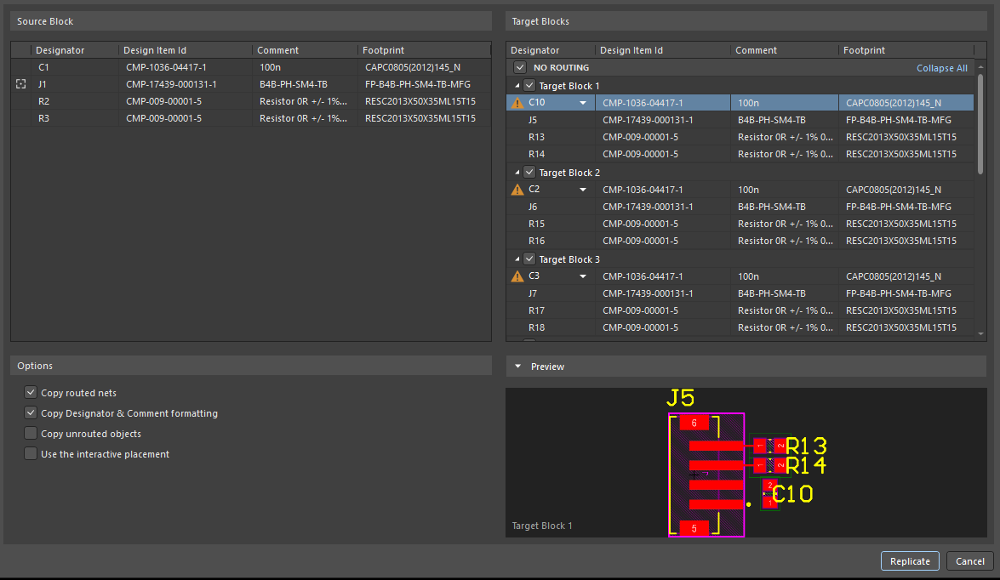 Source Block
Designator Design Item Id Comment Footprint
C1 CMP-1036-04417-1 100n CAPC0805(2012)145_N
J1 CMP-17439-000131-1 B4B-PH-SM4-TB FP-B4B-PH-SM4-TB-MFG
R2 CMP-009-00001-5 Resistor 0R +/- 1%... RESC2013X50X35ML15T15
R3 CMP-009-00001-5 Resistor 0R +/- 1%... RESC2013X50X35ML15T15
Target Blocks
Designator Design Item Id Comment Footprint
NO ROUTING Collapse All
Target Block 1
C10 CMP-1036-04417-1 100n CAPC0805(2012)145_N
J5 CMP-17439-000131-1 B4B-PH-SM4-TB FP-B4B-PH-SM4-TB-MFG
R13 CMP-009-00001-5 Resistor 0R +/- 1% 0... RESC2013X50X35ML15T15
R14 CMP-009-00001-5 Resistor 0R +/- 1% 0... RESC2013X50X35ML15T15
Target Block 2
C2 CMP-1036-04417-1 100n CAPC0805(2012)145_N
J6 CMP-17439-000131-1 B4B-PH-SM4-TB FP-B4B-PH-SM4-TB-MFG
R15 CMP-009-00001-5 Resistor 0R +/- 1% 0... RESC2013X50X35ML15T15
R16 CMP-009-00001-5 Resistor 0R +/- 1% 0... RESC2013X50X35ML15T15
Target Block 3
C3 CMP-1036-04417-1 100n CAPC0805(2012)145_N
J7 CMP-17439-000131-1 B4B-PH-SM4-TB FP-B4B-PH-SM4-TB-MFG
R17 CMP-009-00001-5 Resistor 0R +/- 1% 0... RESC2013X50X35ML15T15
R18 CMP-009-00001-5 Resistor 0R +/- 1% 0... RESC2013X50X35ML15T15
Options
Copy routed nets
Copy Designator & Comment formatting
Copy unrouted objects
Use the interactive placement
Preview
J5
6
1 2 R13
1 2 R14
2 C10
1
5
Target Block 1
Replicate Cancel